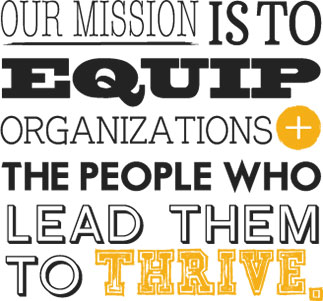 OUR MISSION IS TO
EQUIP
ORGANIZATIONS +
THE PEOPLE WHO
LEAD THEM
TO THRIVE.